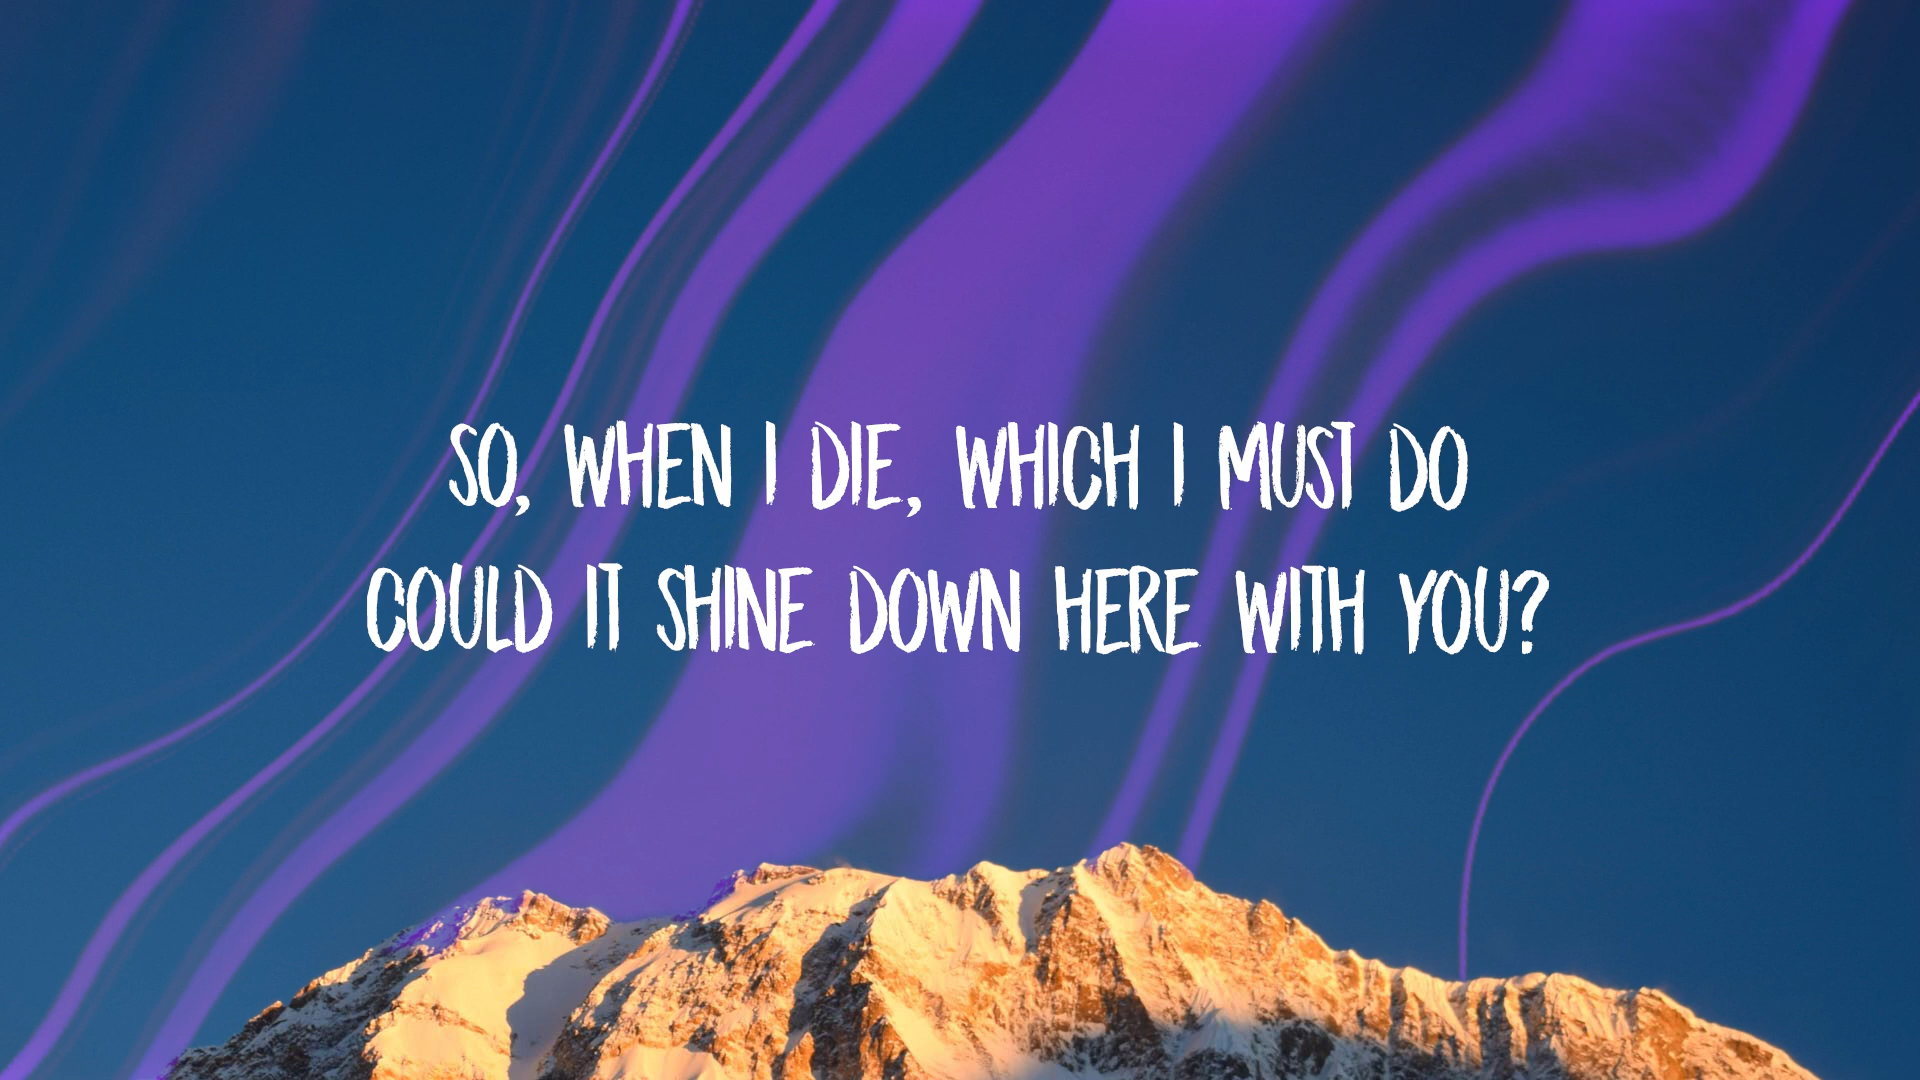 SO, WHEN I DIE, WHICH I MUST DO
COULD IT SHINE DOWN HERE WITH YOU?